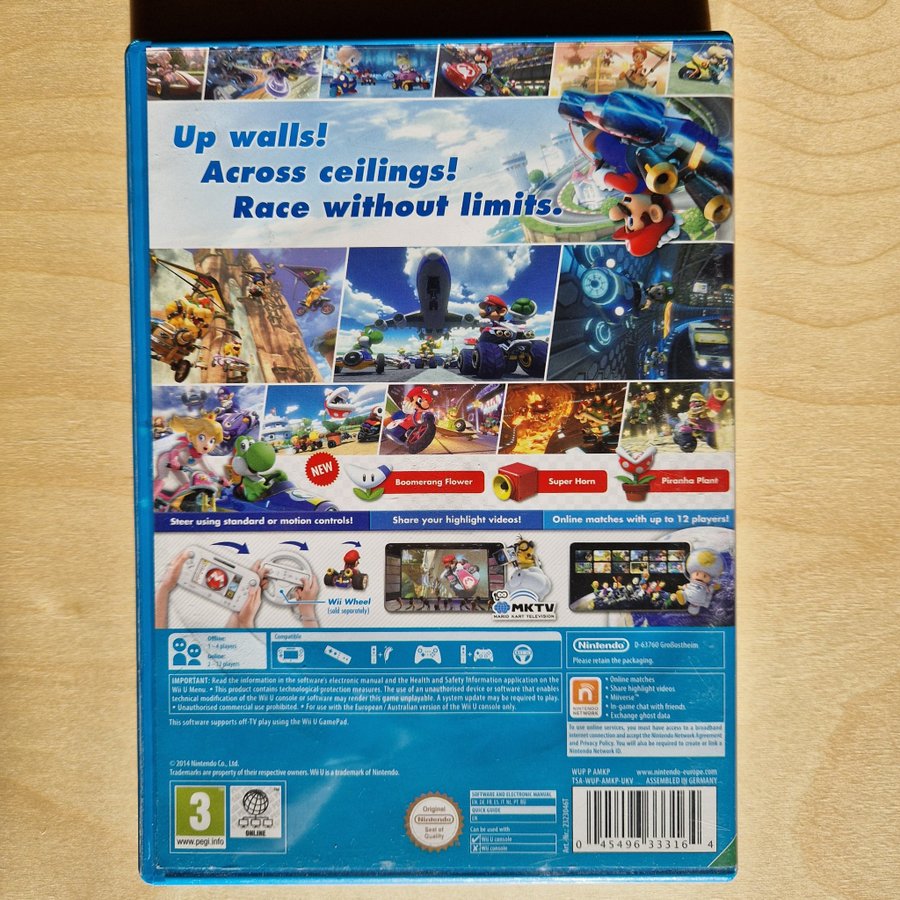 Up walls!
Across ceilings!
Race without limits.
NEW
Boomerang Flower
Super Horn
Piranha Plant
Steer using standard or motion controls!
Share your highlight videos!
Online matches with up to 12 players!
M
Wii Wheel
(sold separately)
MKTV
MARIO KART TELEVISION
Offline:
1 - 4 players
Online:
2 - 12 players
Compatible
Nintendo
D-63760 Großostheim
Please retain the packaging.
IMPORTANT: Read the information in the software's electronic manual and the Health and Safety Information application on the
Wii U Menu. • This product contains technological protection measures. The use of an unauthorised device or software that enables
technical modification of the Wii U console or software may render this game unplayable. A system update may be required to play.
• Unauthorised commercial use prohibited. • For use with the European / Australian version of the Wii U console only.
This software supports off-TV play using the Wii U GamePad.
NINTENDO
NETWORK
• Online matches
• Share highlight videos
• Miiverse™
• In-game chat with friends
• Exchange ghost data
To use online services, you must have access to a broadband
internet connection and accept the Nintendo Network Agreement
and Privacy Policy. You will also be required to create or link a
Nintendo Network ID.
© 2014 Nintendo Co., Ltd.
Trademarks are property of their respective owners. Wii U is a trademark of Nintendo.
3
www.pegi.info
ONLINE
Original
Nintendo
Seal of
Quality
SOFTWARE AND ELECTRONIC MANUAL
EN, DE, FR, ES, IT, NL, PT, RU
QUICK GUIDE
EN
Can be used with
Wii U console
Wii console
Art.-Nr.: 2323046T
WUP P AMKP
www.nintendo-europe.com
TSA-WUP-AMKP-UKV
ASSEMBLED IN GERMANY
0 45496 33316 4